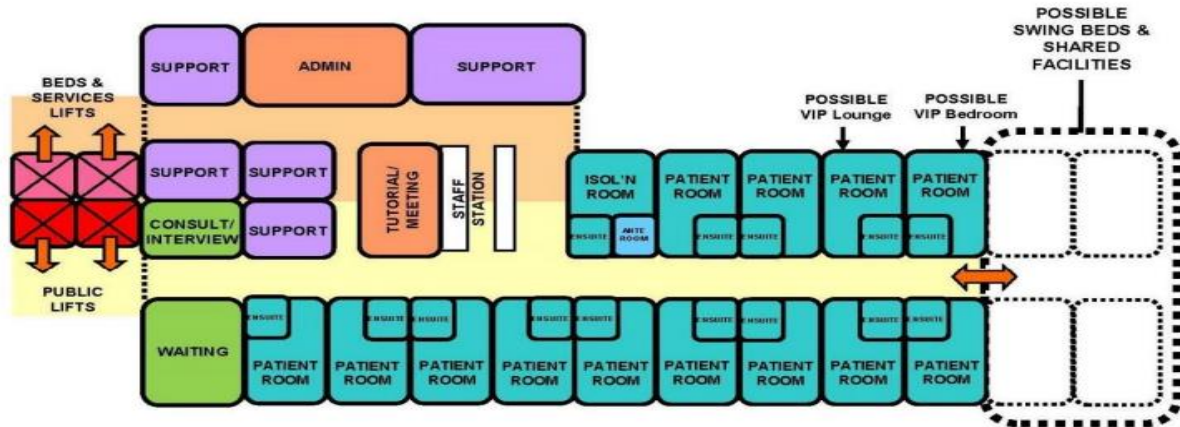 POSSIBLE
SWING BEDS &
SHARED
FACILITIES
SUPPORT
ADMIN
SUPPORT
BEDS &
SERVICES
LIFTS
POSSIBLE
VIP Lounge
POSSIBLE
VIP Bedroom
SUPPORT
SUPPORT
TUTORIAL/
MEETING
STAFF
STATION
ISOL'N
ROOM
PATIENT
ROOM
PATIENT
ROOM
PATIENT
ROOM
PATIENT
ROOM
CONSULT/
INTERVIEW
SUPPORT
ENSUITE
ANTE
ROOM
ENSUITE
ENSUITE
ENSUITE
ENSUITE
PUBLIC
LIFTS
WAITING
ENSUITE
ENSUITE
ENSUITE
ENSUITE
ENSUITE
ENSUITE
ENSUITE
ENSUITE
ENSUITE
PATIENT
ROOM
PATIENT
ROOM
PATIENT
ROOM
PATIENT
ROOM
PATIENT
ROOM
PATIENT
ROOM
PATIENT
ROOM
PATIENT
ROOM
PATIENT
ROOM